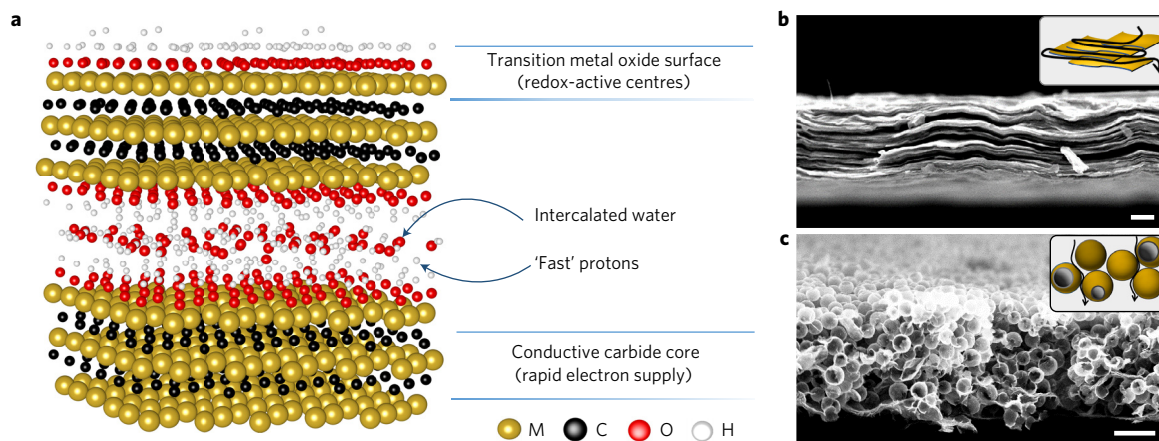 a
Transition metal oxide surface
(redox-active centres)
Intercalated water
‘Fast’ protons
Conductive carbide core
(rapid electron supply)
M C O H
b
c